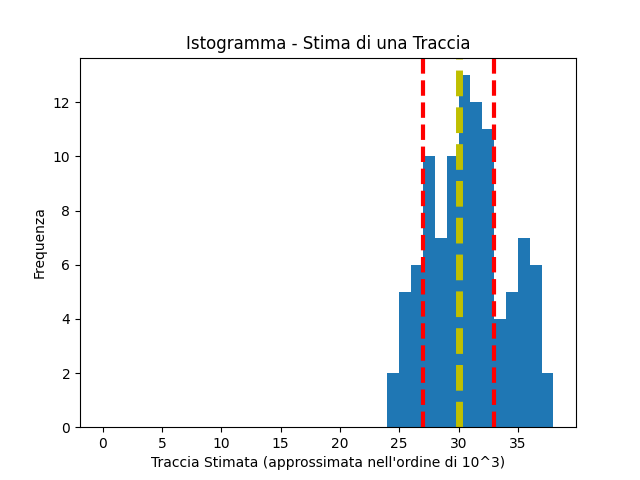 Istogramma - Stima di una Traccia
12
10
8
6
4
2
0
Frequenza
0 5 10 15 20 25 30 35
Traccia Stimata (approssimata nell'ordine di 10^3)